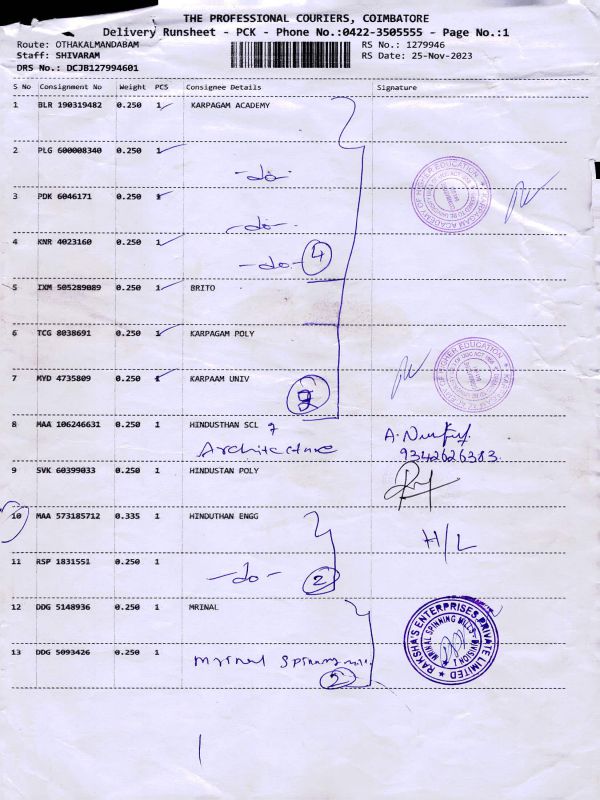 THE PROFESSIONAL COURIERS, COIMBATORE
Delivery Runsheet - PCK - Phone No.:0422-3505555 - Page No.:1
Route: OTHAKALMANDABAM RS No.: 1279946
Staff: SHIVARAM RS Date: 25-Nov-2023
DRS No.: DCJB127994601
S No Consignment No Weight PCS Consignee Details Signature
1 BLR 190319482 0.250 1 KARPAGAM ACADEMY
2 PLG 600008340 0.250 1
-do-
3 PDK 6046171 0.250 1
-do-
4 KNR 4023160 0.250 1
-do- 4
5 IXM 505289089 0.250 1 BRITO
6 TCG 8038691 0.250 1 KARPAGAM POLY
7 MYD 4735809 0.250 1 KARPAAM UNIV
8 MAA 106246631 0.250 1 HINDUSTHAN SCL
Architecture
9342626383
9 SVK 60399033 0.250 1 HINDUSTAN POLY
10 MAA 573185712 0.335 1 HINDUTHAN ENGG
H/L
11 RSP 1831551 0.250 1
-do- 2
12 DDG 5148936 0.250 1 MRINAL
RAKSHA'S ENTERPRISES PRIVATE LIMITED
MRINAL SPINNING MILLS
DIVISION 1
13 DDG 5093426 0.250 1
Mrinal Spinning mill
2